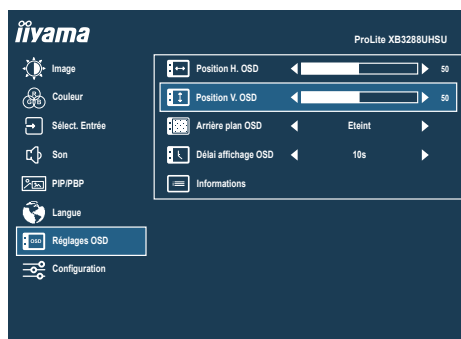 iiyama
ProLite XB3288UHSU
Image
Position H. OSD 50
R G B Couleur
Position V. OSD 50
Sélect. Entrée
Arrière plan OSD Eteint
Son
Délai affichage OSD 10s
PIP/PBP
Informations
Langue
OSD Réglages OSD
Configuration